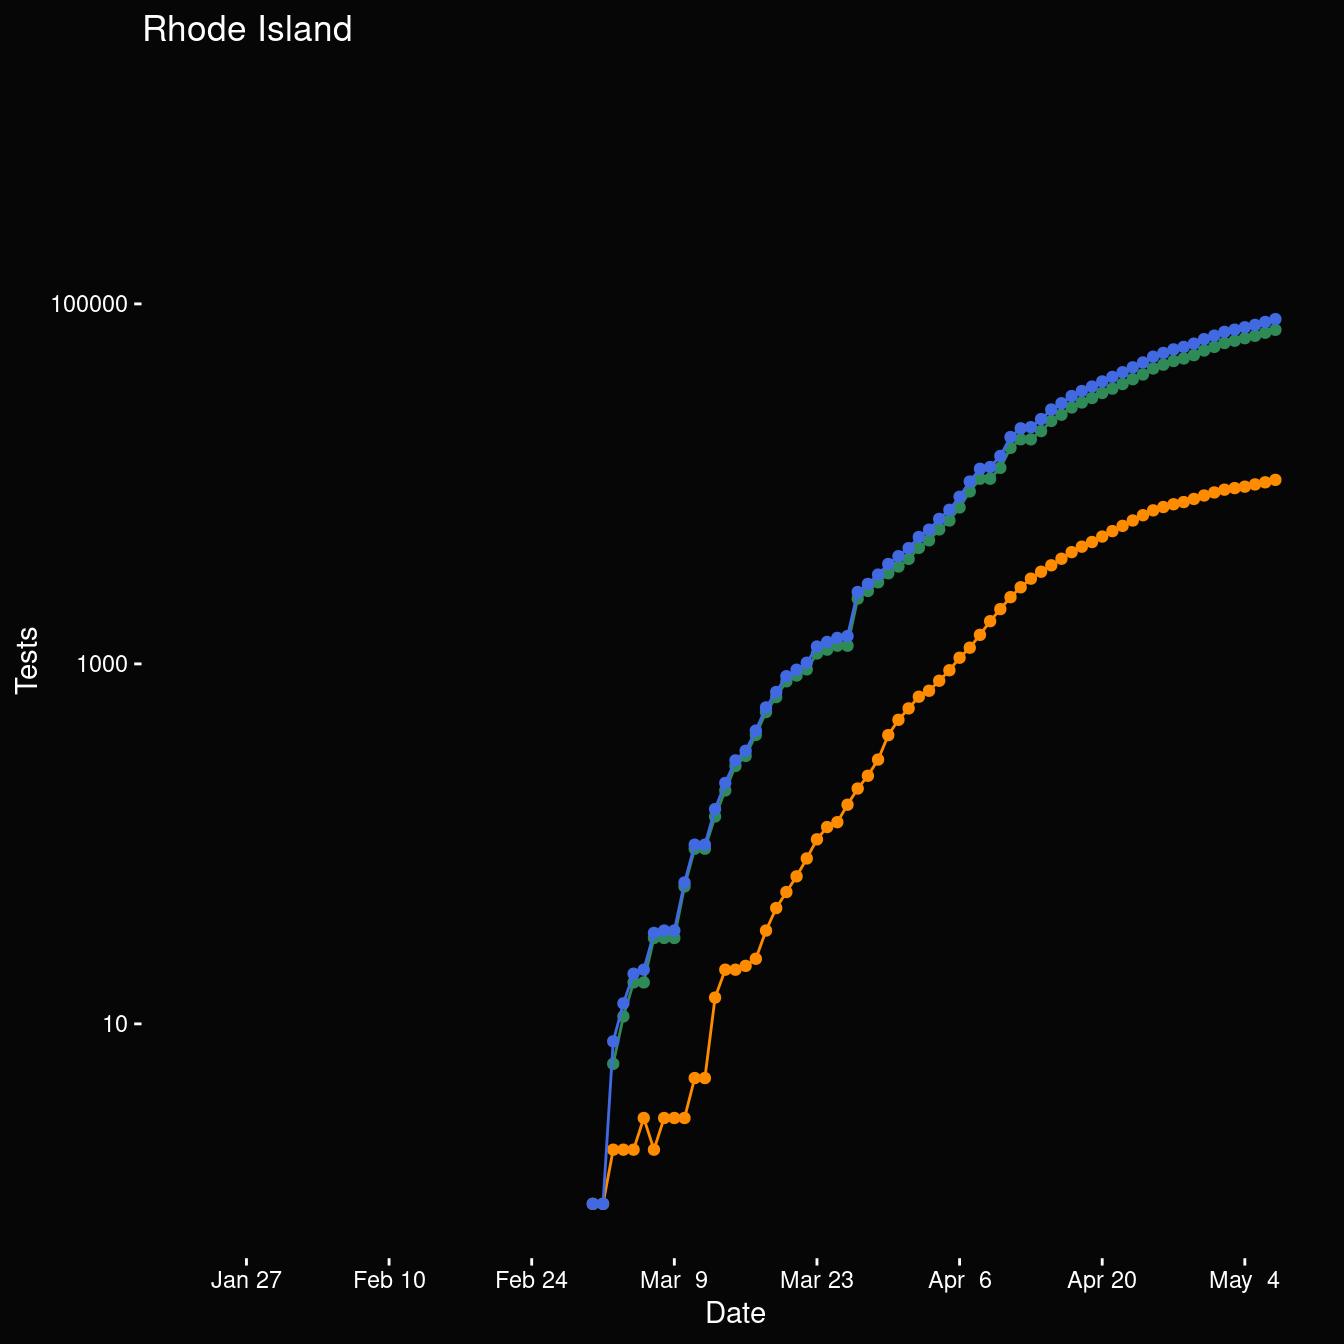 Rhode Island
100000
1000
10
Tests
Jan 27
Feb 10
Feb 24
Mar  9
Mar 23
Apr  6
Apr 20
May  4
Date